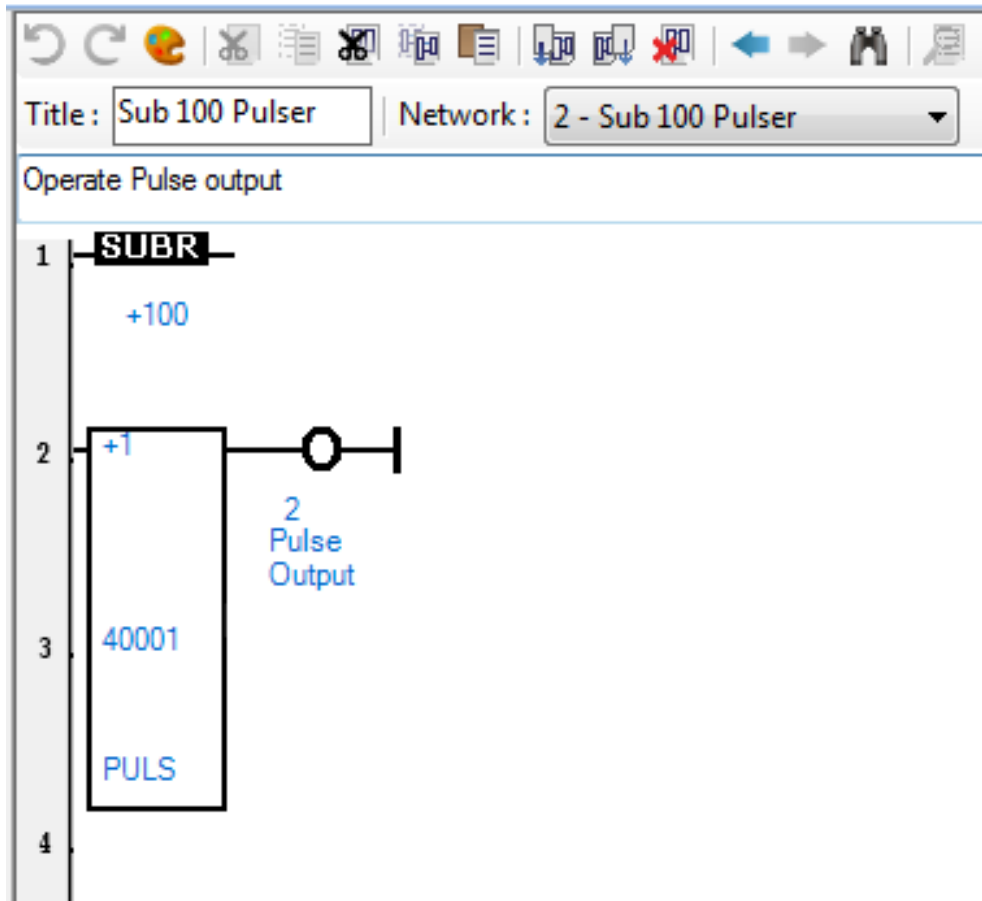 Title : Sub 100 Pulser Network : 2 - Sub 100 Pulser
Operate Pulse output
1 SUBR
+100
2 +1
2
Pulse
Output
3 40001
PULS
4